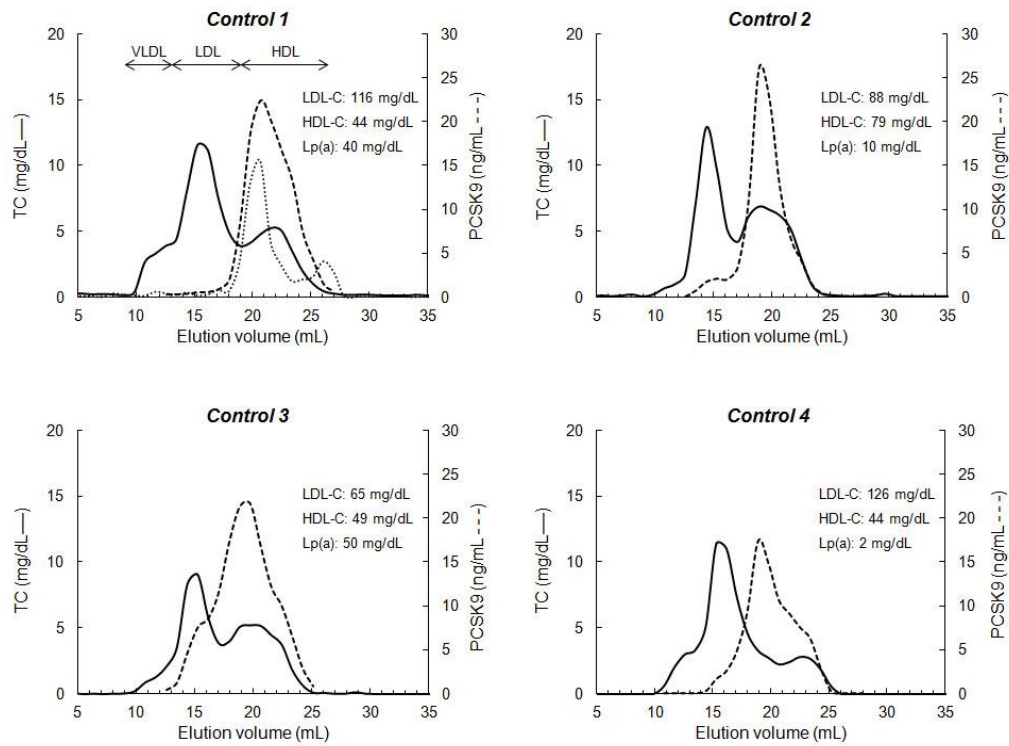 Control 1
VLDL LDL HDL
LDL-C: 116 mg/dL
HDL-C: 44 mg/dL
Lp(a): 40 mg/dL
20
15
10
5
0
TC (mg/dL—)
30
25
20
15
10
5
0
PCSK9 (ng/mL ---)
5 10 15 20 25 30 35
Elution volume (mL)
Control 2
LDL-C: 88 mg/dL
HDL-C: 79 mg/dL
Lp(a): 10 mg/dL
20
15
10
5
0
TC (mg/dL—)
30
25
20
15
10
5
0
PCSK9 (ng/mL ---)
5 10 15 20 25 30 35
Elution volume (mL)
Control 3
LDL-C: 65 mg/dL
HDL-C: 49 mg/dL
Lp(a): 50 mg/dL
20
15
10
5
0
TC (mg/dL—)
30
25
20
15
10
5
0
PCSK9 (ng/mL ---)
5 10 15 20 25 30 35
Elution volume (mL)
Control 4
LDL-C: 126 mg/dL
HDL-C: 44 mg/dL
Lp(a): 2 mg/dL
20
15
10
5
0
TC (mg/dL—)
30
25
20
15
10
5
0
PCSK9 (ng/mL ---)
5 10 15 20 25 30 35
Elution volume (mL)